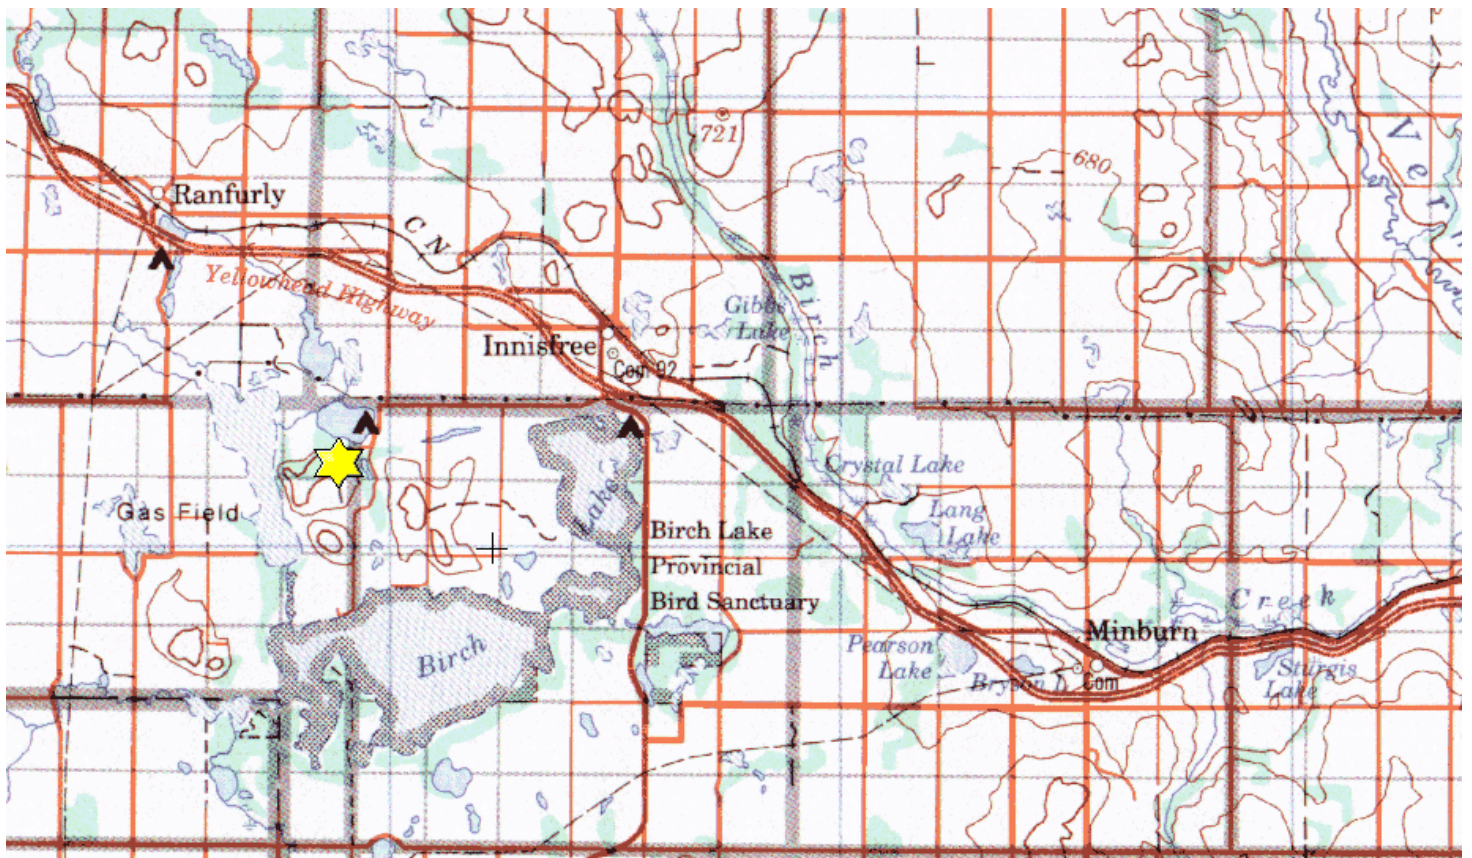 721
680
Ver
Ranfurly
CN
Yellowhead Highway
Birch
Gibbs
Lake
Innisfree
Com 92
Crystal Lake
Gas Field
Lake
Lang
Lake
Birch Lake
Provincial
Bird Sanctuary
Creek
Birch
Minburn
Pearson
Lake
Bryson L
Com
Sturgis
Lake